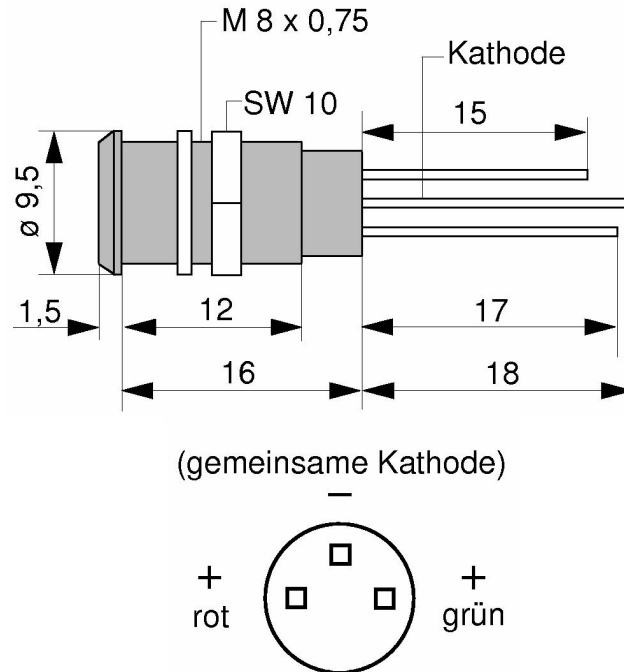 M 8 x 0,75
Kathode
SW 10
15
ø 9,5
1,5
12
17
16
18
(gemeinsame Kathode)
−
+ +
rot grün